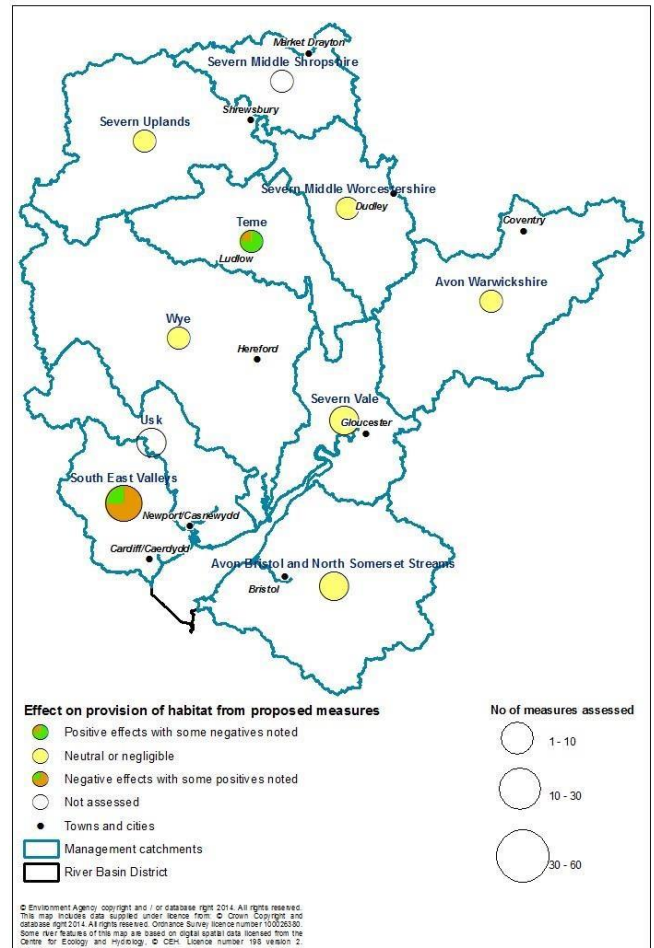 Market Drayton
Severn Middle Shropshire
Shrewsbury
Severn Uplands
Severn Middle Worcestershire
Dudley
Teme
Ludlow
Coventry
Avon Warwickshire
Wye
Hereford
Severn Vale
Gloucester
Usk
South East Valleys
Newport/Casnewydd
Cardiff/Caerdydd
Avon Bristol and North Somerset Streams
Bristol
Effect on provision of habitat from proposed measures
Positive effects with some negatives noted
Neutral or negligible
Negative effects with some positives noted
Not assessed
Towns and cities
Management catchments
River Basin District
No of measures assessed
1 - 10
10 - 30
30 - 60
© Environment Agency copyright and / or database right 2014. All rights reserved.
This map includes data supplied under licence from: © Crown Copyright and
database right 2014. All rights reserved. Ordnance Survey licence number 100026380.
Some river features of this map are based on digital spatial data licensed from the
Centre for Ecology and Hydrology, © CEH. Licence number 198 version 2.